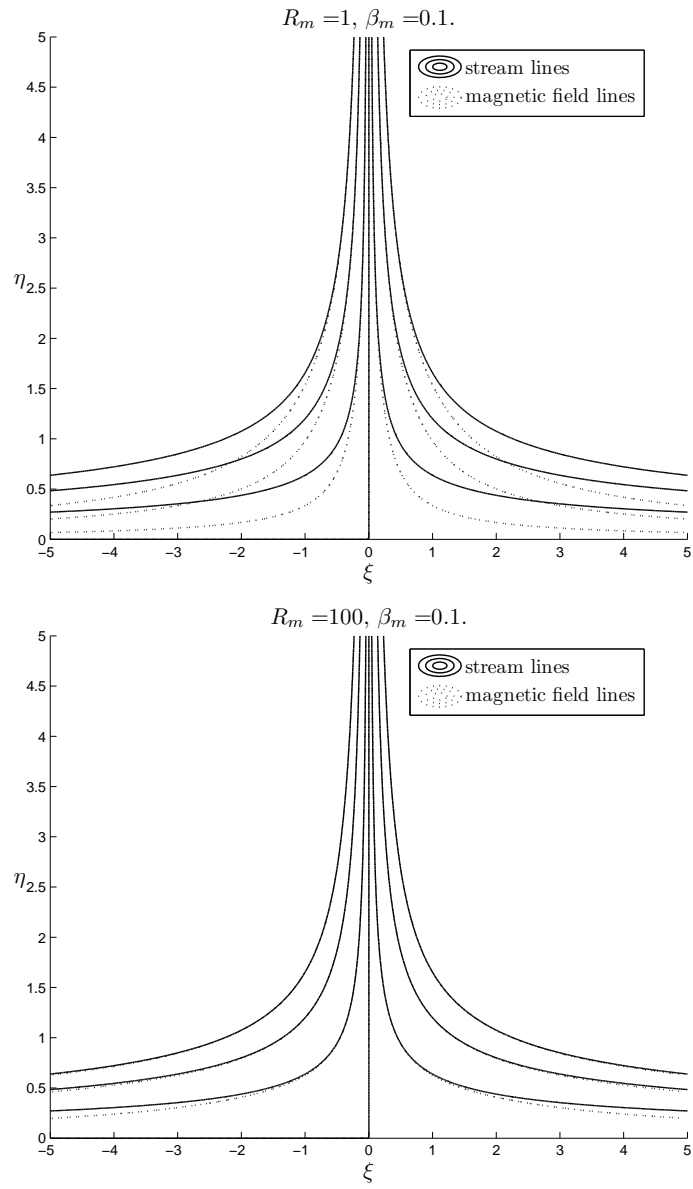 R_m =1, β_m =0.1.
5
4.5
stream lines
magnetic field lines
4
3.5
3
η 2.5
2
1.5
1
0.5
0
−5 −4 −3 −2 −1 0 1 2 3 4 5
ξ
R_m =100, β_m =0.1.
5
4.5
stream lines
magnetic field lines
4
3.5
3
η 2.5
2
1.5
1
0.5
0
−5 −4 −3 −2 −1 0 1 2 3 4 5
ξ